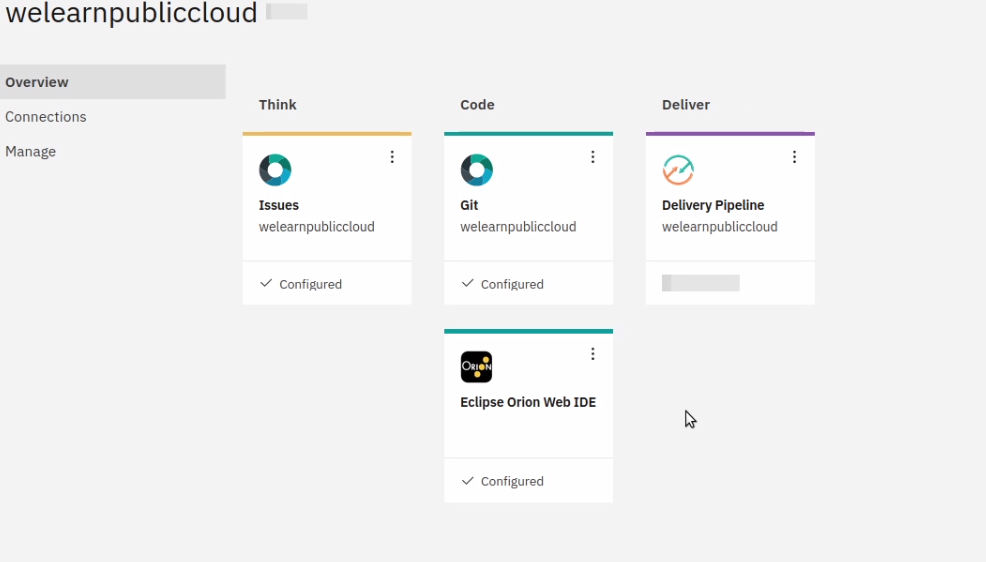 welearnpubliccloud
Overview
Connections
Manage
Think
Issues
welearnpubliccloud
Configured
Code
Git
welearnpubliccloud
Configured
ORION
Eclipse Orion Web IDE
Configured
Deliver
Delivery Pipeline
welearnpubliccloud